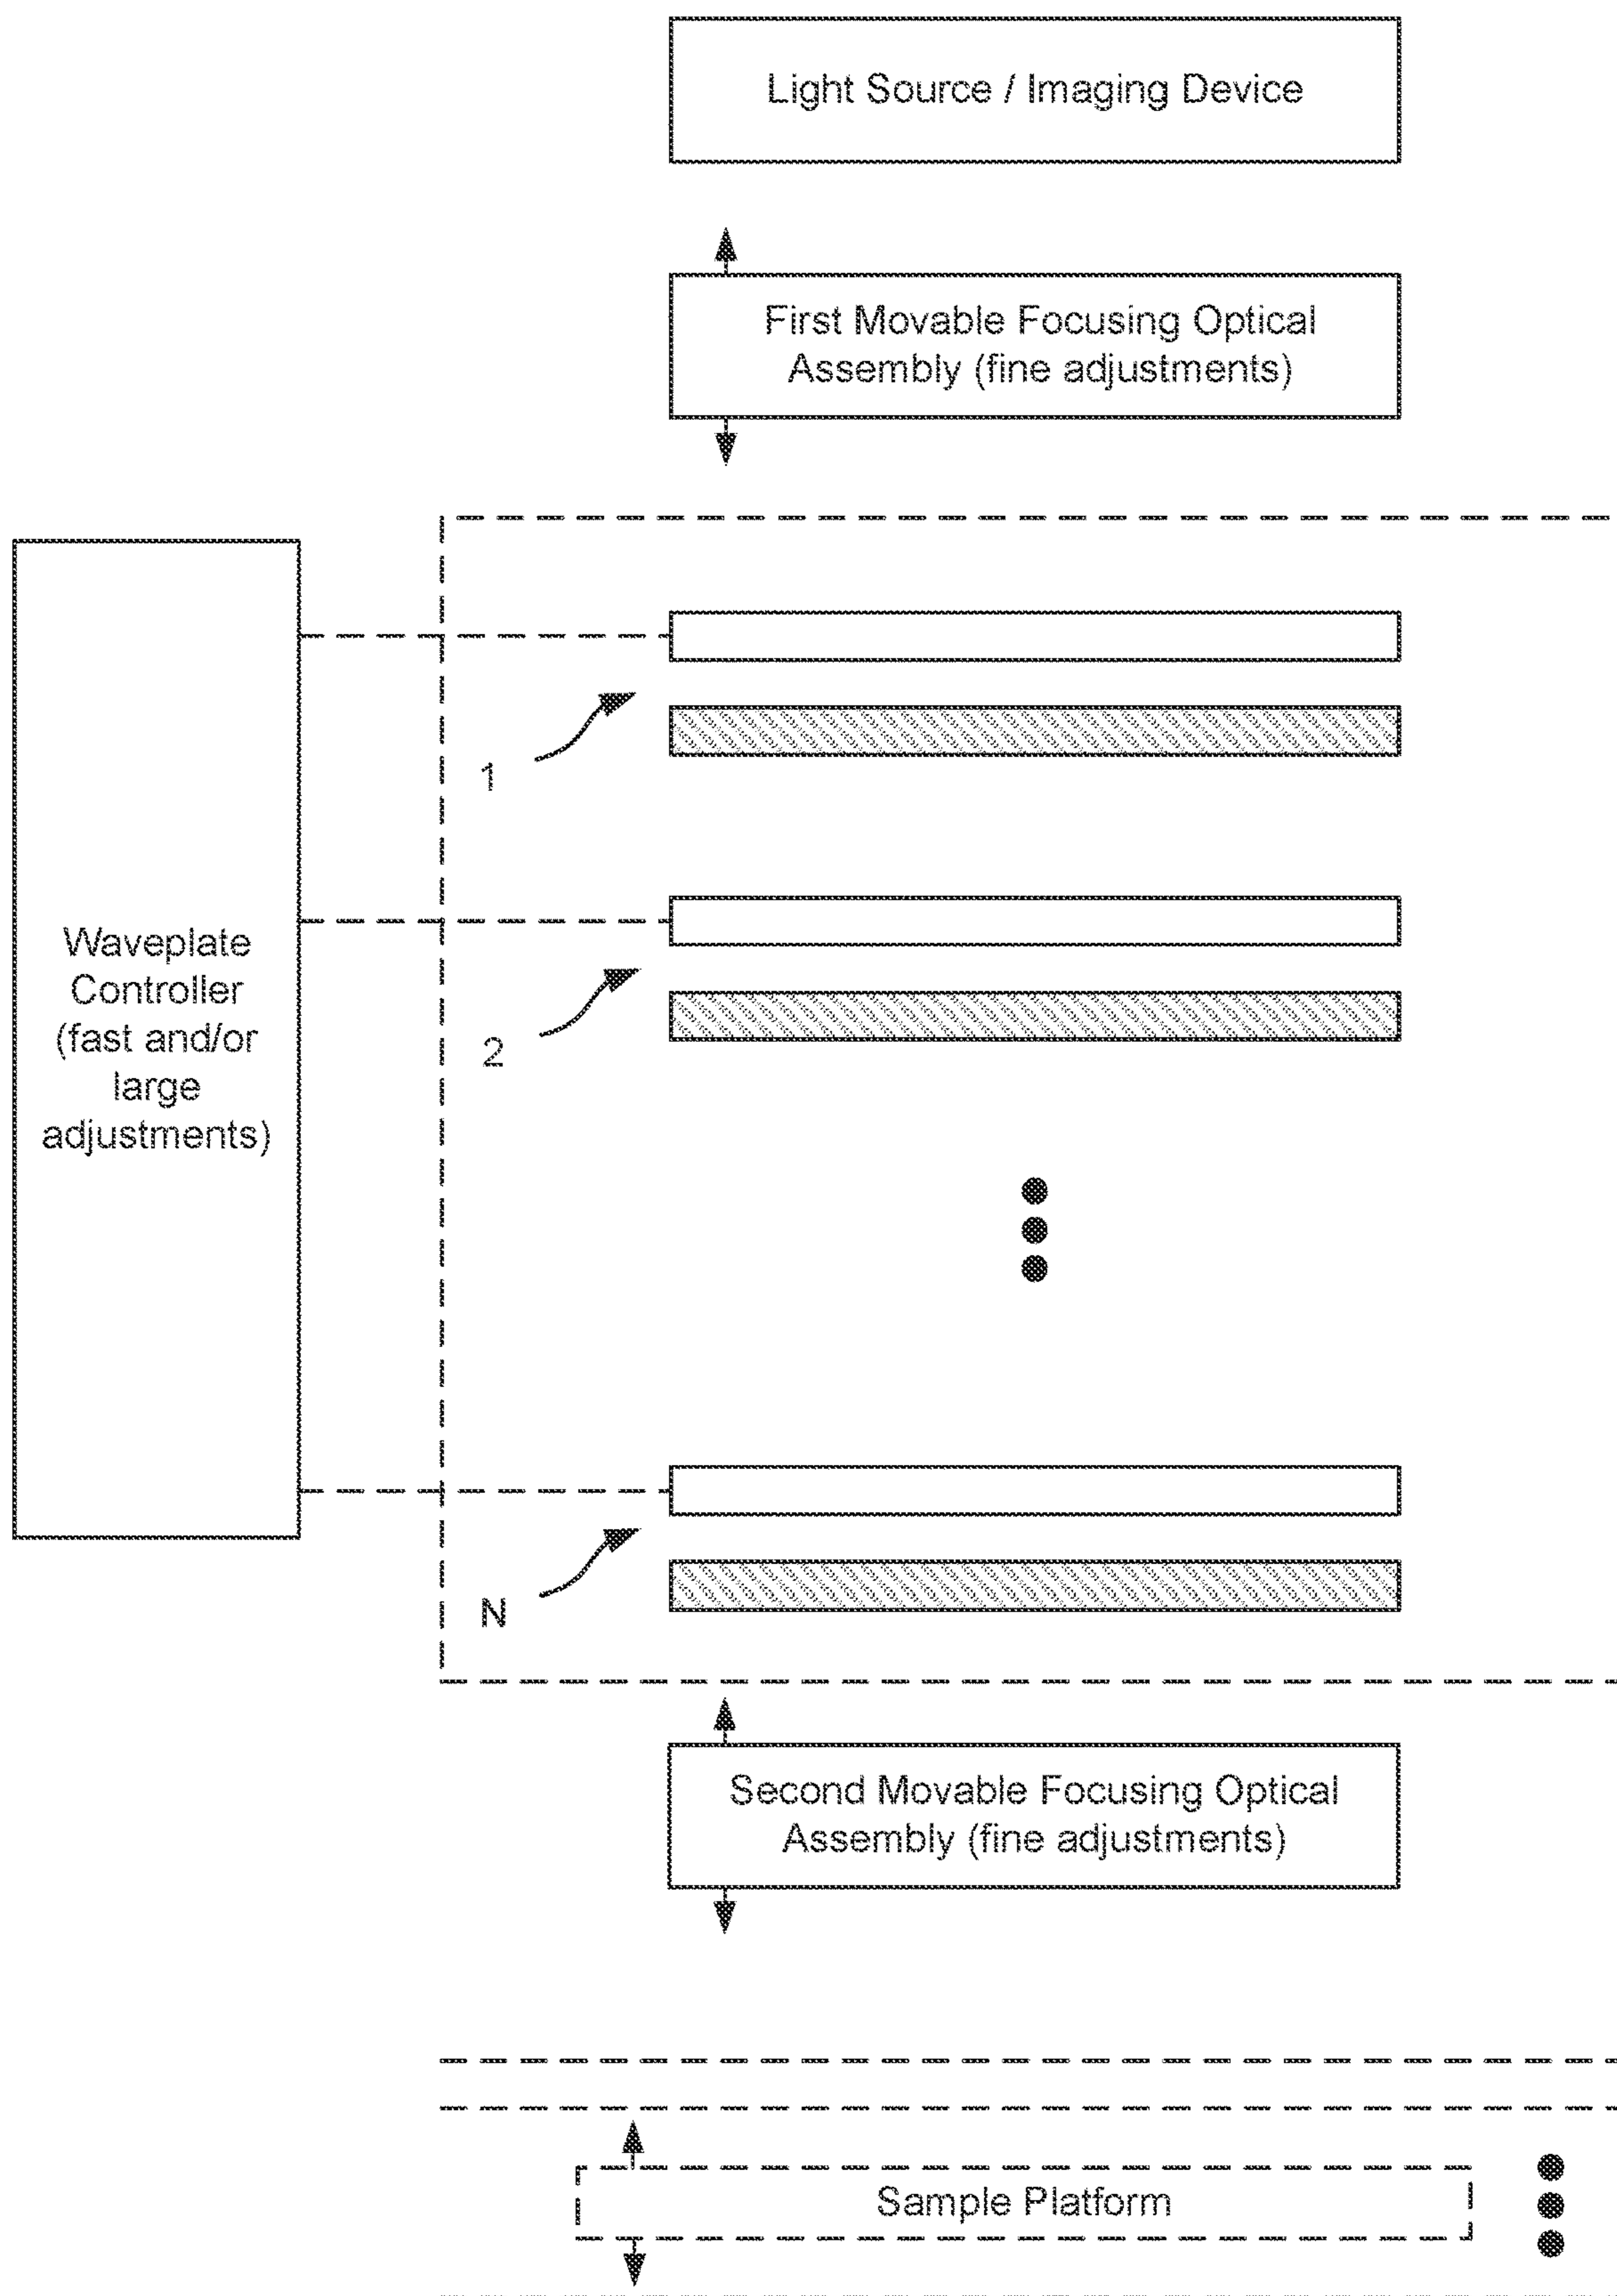 Light Source / Imaging Device
First Movable Focusing Optical
Assembly (fine adjustments)
1
Waveplate
Controller
(fast and/or
large
adjustments)
2
N
Second Movable Focusing Optical
Assembly (fine adjustments)
Sample Platform